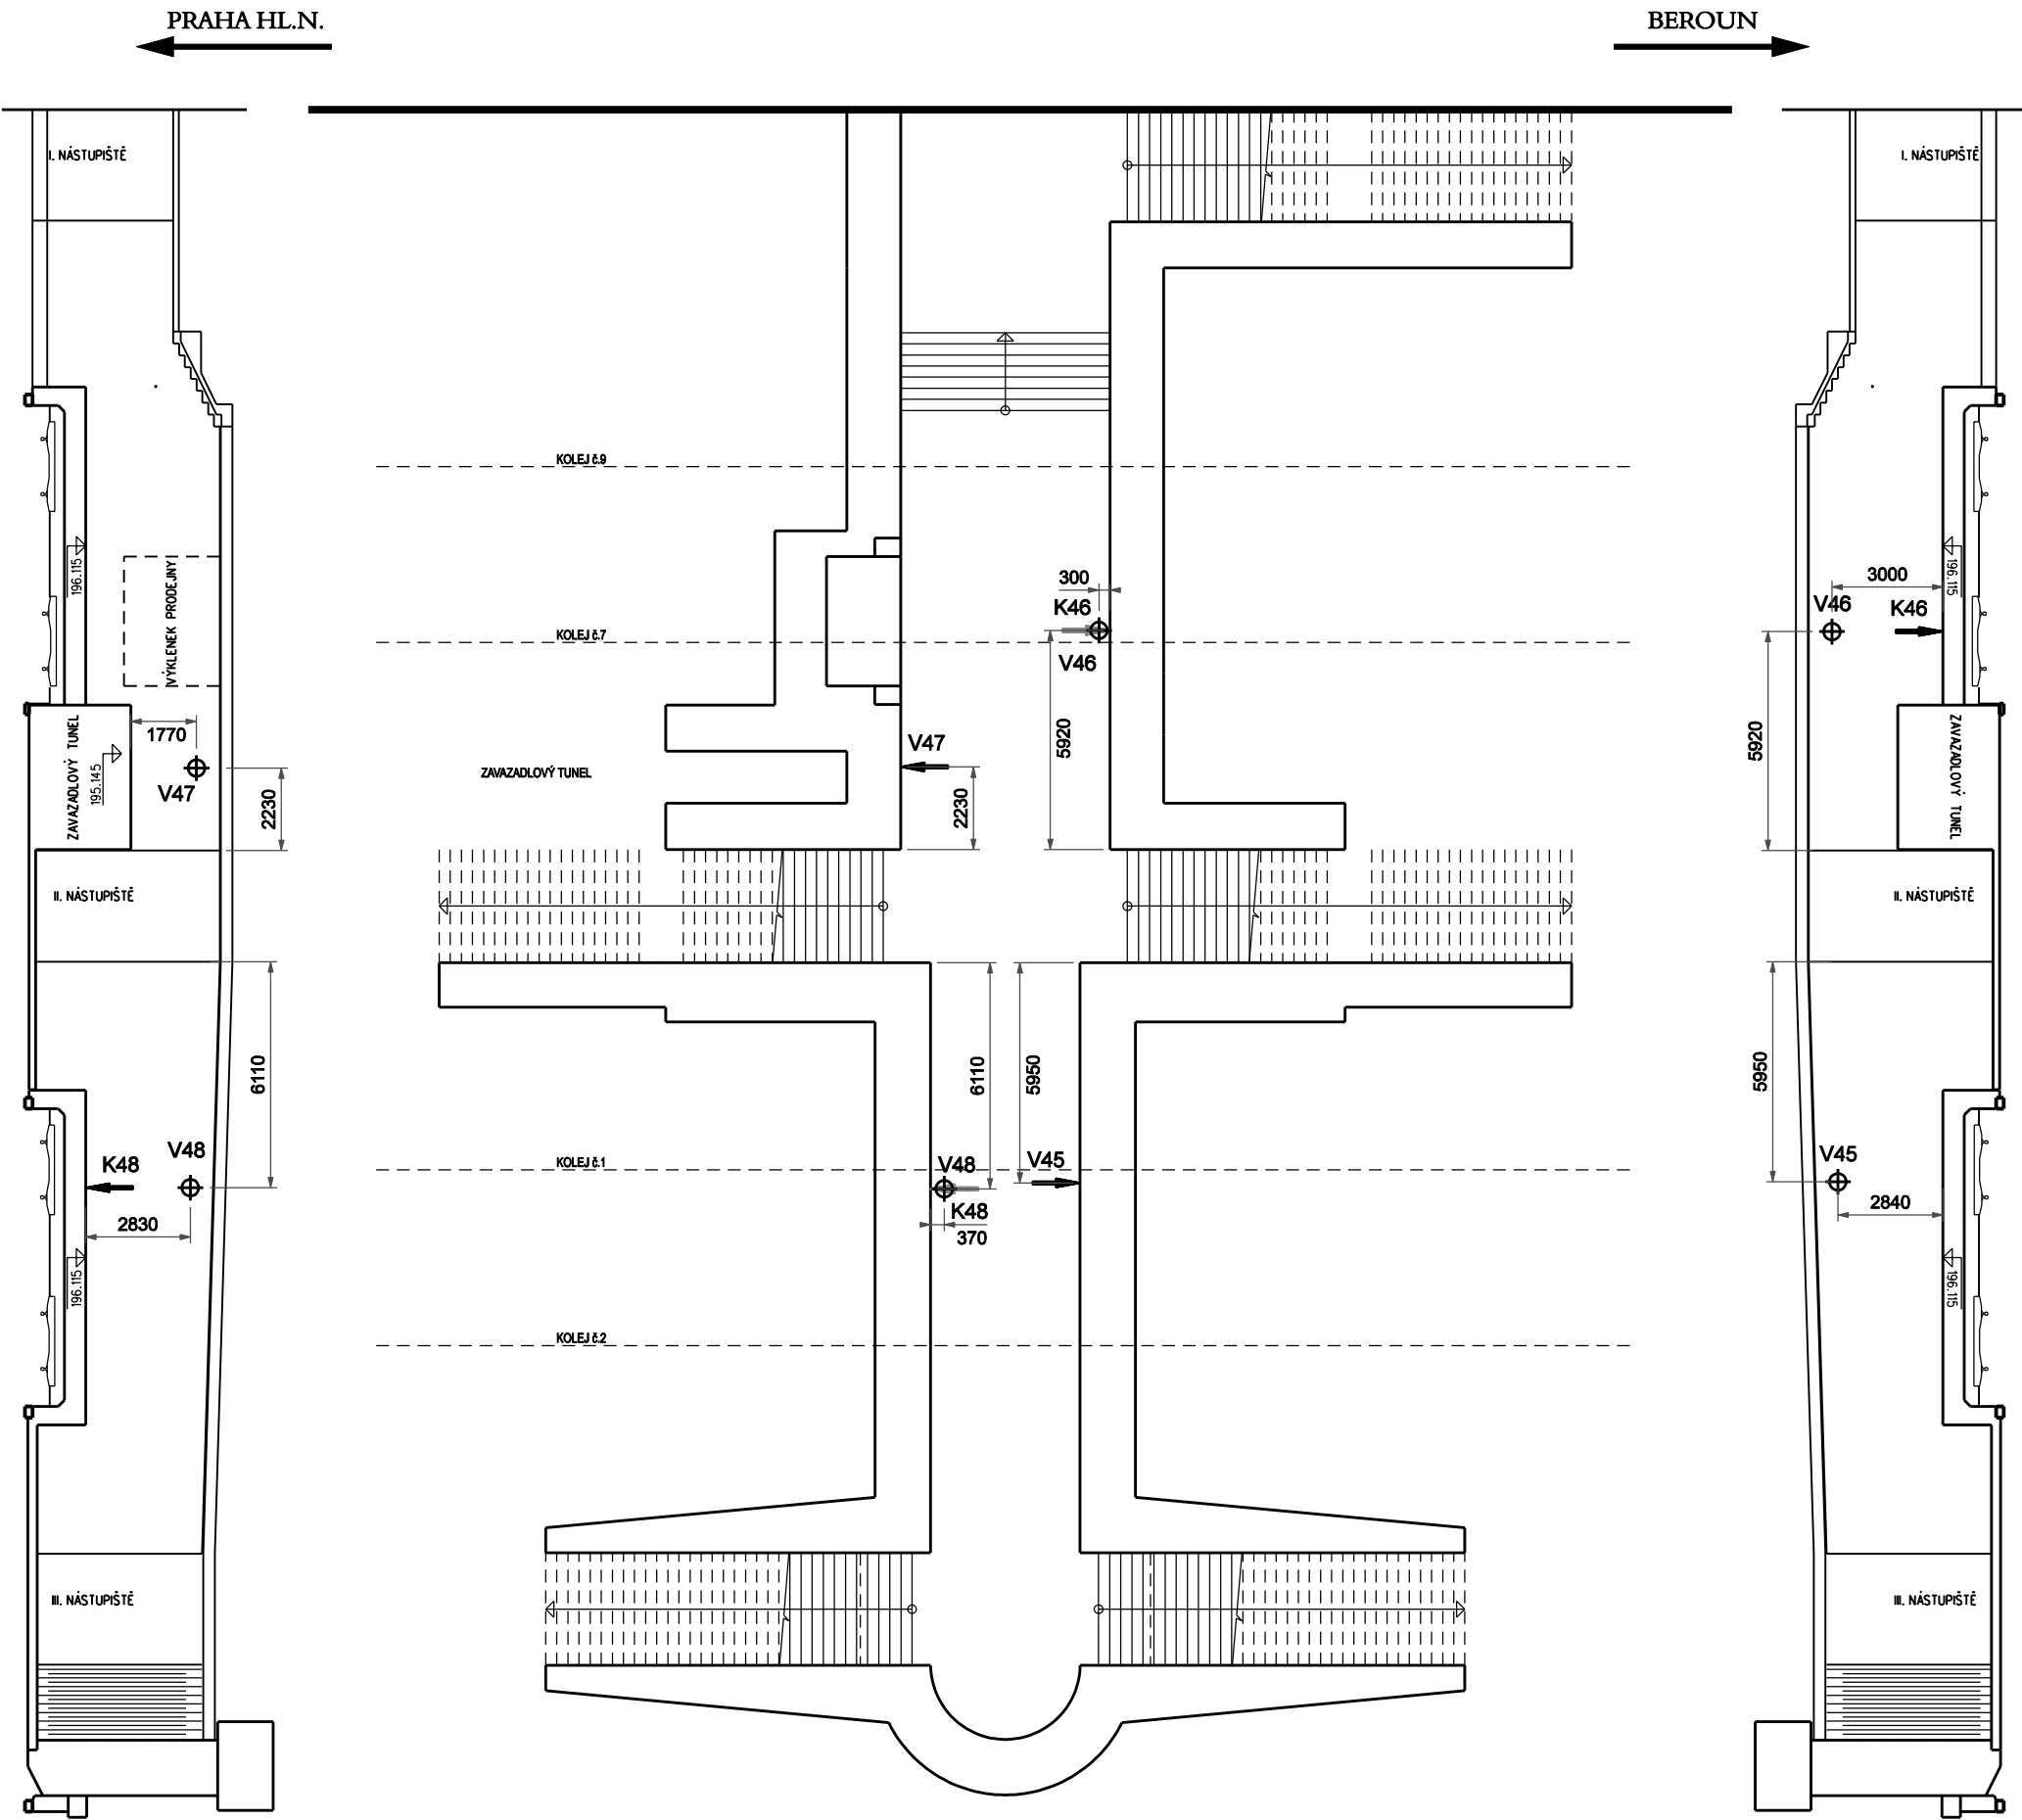 PRAHA HL.N.
BEROUN
I. NÁSTUPIŠTĚ
I. NÁSTUPIŠTĚ
KOLEJ č.9
196.115
VÝKLENEK PRODEJNY
300
K46
V46
KOLEJ č.7
3000
196.115
V46
K46
ZAVAZADLOVÝ TUNEL
195.145
1770
V47
2230
ZAVAZADLOVÝ TUNEL
V47
2230
5920
5920
ZAVAZADLOVÝ TUNEL
II. NÁSTUPIŠTĚ
II. NÁSTUPIŠTĚ
6110
6110
5950
5950
K48
V48
2830
196.115
KOLEJ č.1
V48
K48
370
V45
V45
2840
196.115
KOLEJ č.2
III. NÁSTUPIŠTĚ
III. NÁSTUPIŠTĚ